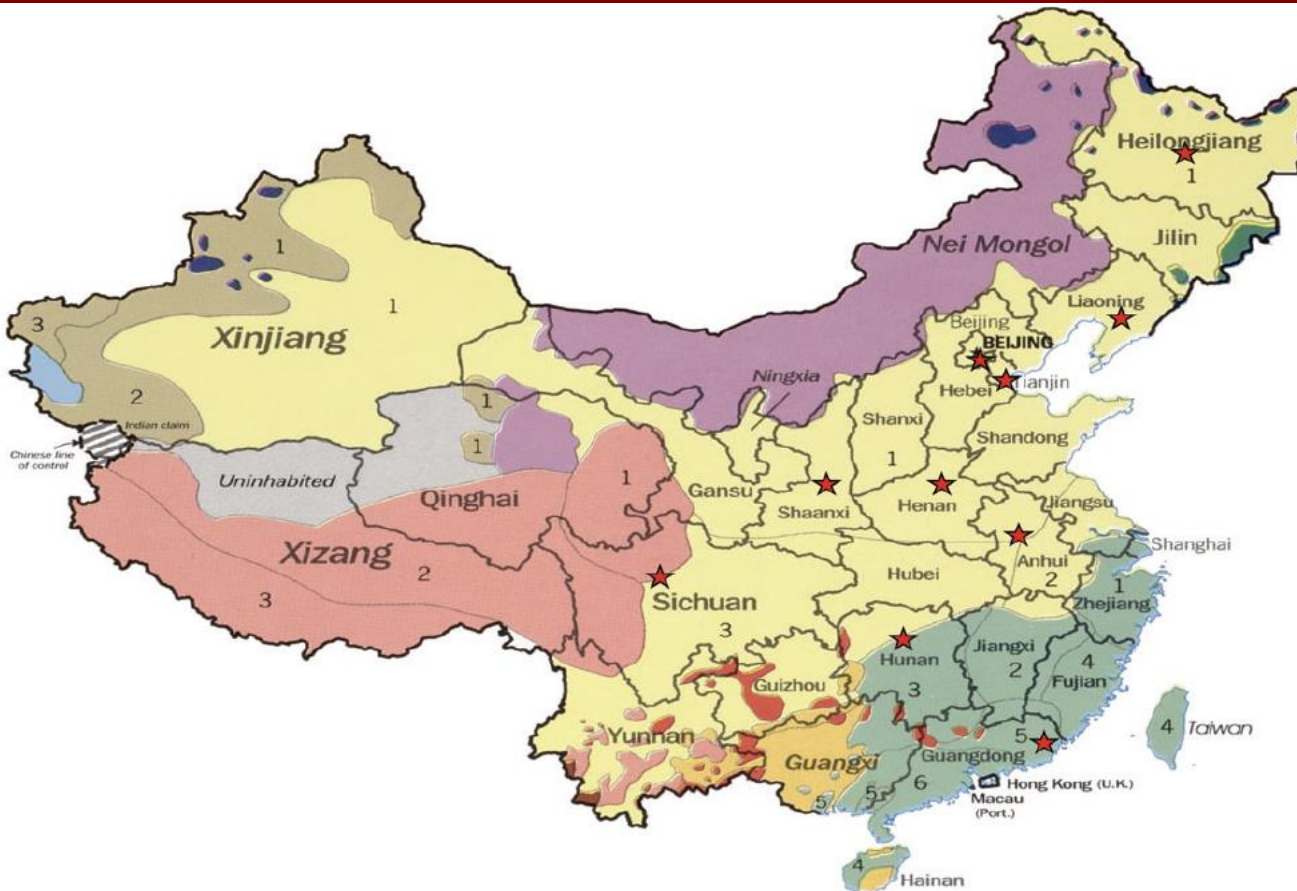 Heilongjiang
1
Jilin
Nei Mongol
Liaoning
Beijing
BEIJING
Tianjin
Hebei
1
3
1
Xinjiang
2
Indian claim
Chinese line
of control
Uninhabited
1
1
Qinghai
1
Ningxia
Shanxi
1
Shandong
Gansu
Shaanxi
Henan
Jiangsu
Shanghai
Anhui
2
Hubei
Xizang
2
3
Sichuan
3
1
Zhejiang
Jiangxi
2
Hunan
3
4
Fujian
Guizhou
Yunnan
Guangxi
5
Guangdong
6
5
5
4
Taiwan
Hong Kong (U.K.)
Macau
(Port.)
4
Hainan